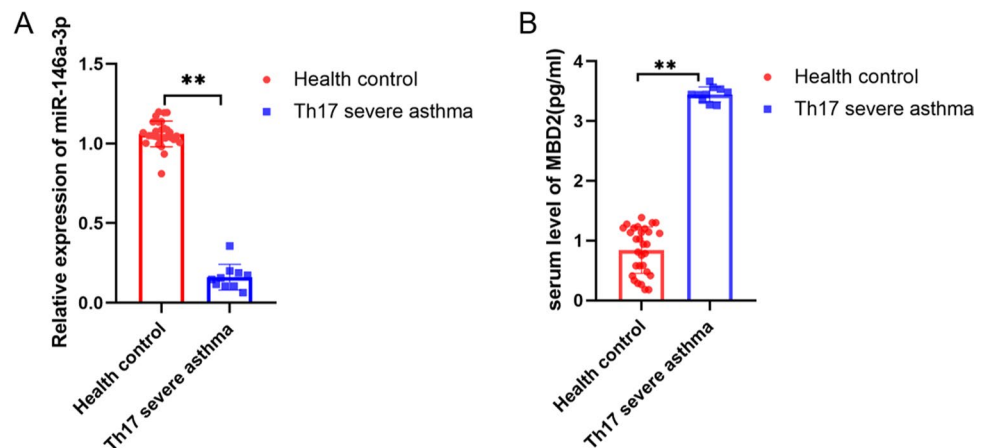 A
Relative expression of miR-146a-3p
1.5
1.0
0.5
0.0
**
Health control
Th17 severe asthma
Health control
Th17 severe asthma
B
serum level of MBD2(pg/ml)
4
3
2
1
0
**
Health control
Th17 severe asthma
Health control
Th17 severe asthma